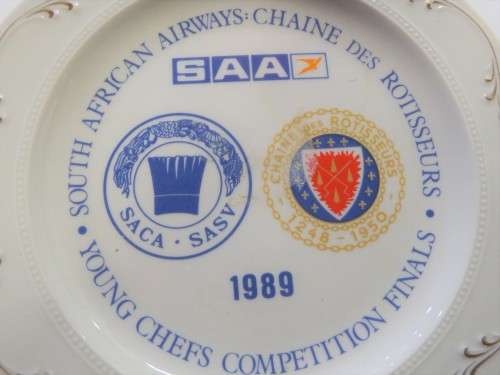 SOUTH AFRICAN AIRWAYS: CHAINE DES ROTISSEURS
SAA
SACA · SASV
CHAINE DES ROTISSEURS
1248 - 1950
1989
· YOUNG CHEFS COMPETITION FINALS ·